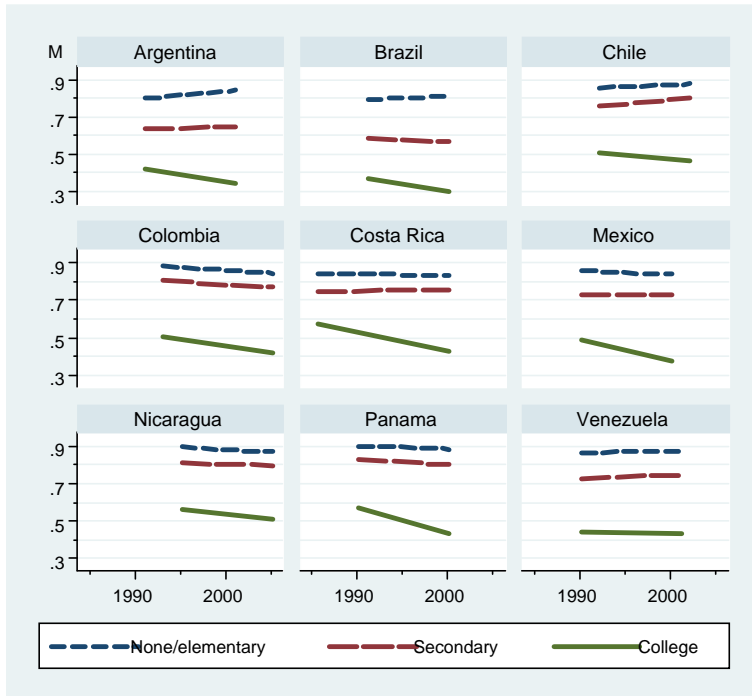 M
Argentina Brazil Chile
.9
.7
.5
.3
Colombia Costa Rica Mexico
.9
.7
.5
.3
Nicaragua Panama Venezuela
.9
.7
.5
.3
1990 2000 1990 2000 1990 2000
None/elementary Secondary College